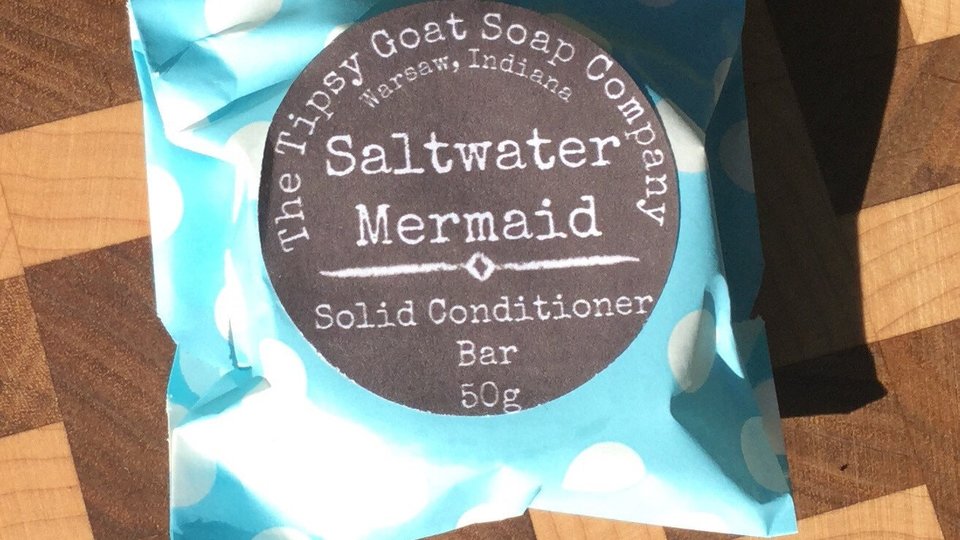 The Tipsy Goat Soap Company
Warsaw, Indiana
Saltwater
Mermaid
Solid Conditioner
Bar
50g